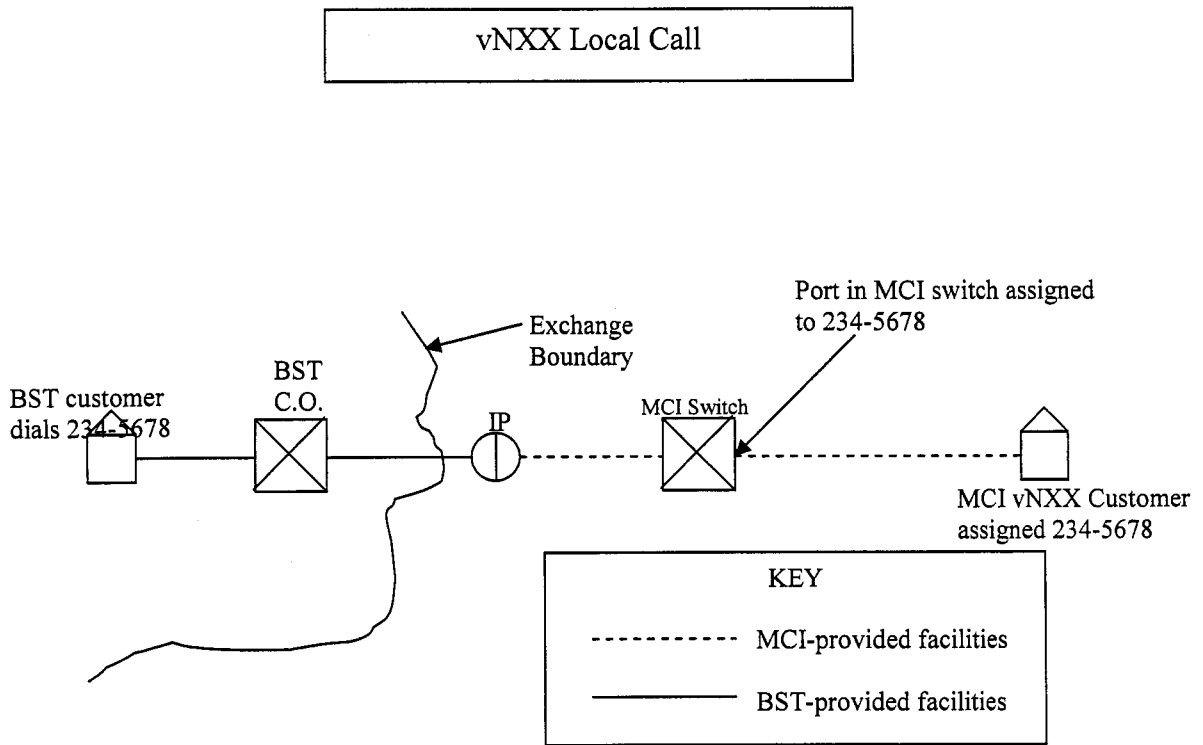 vNXX Local Call
Port in MCI switch assigned
to 234-5678
Exchange
Boundary
BST
C.O.
BST customer
dials 234-5678
IP
MCI Switch
MCI vNXX Customer
assigned 234-5678
KEY
MCI-provided facilities
BST-provided facilities